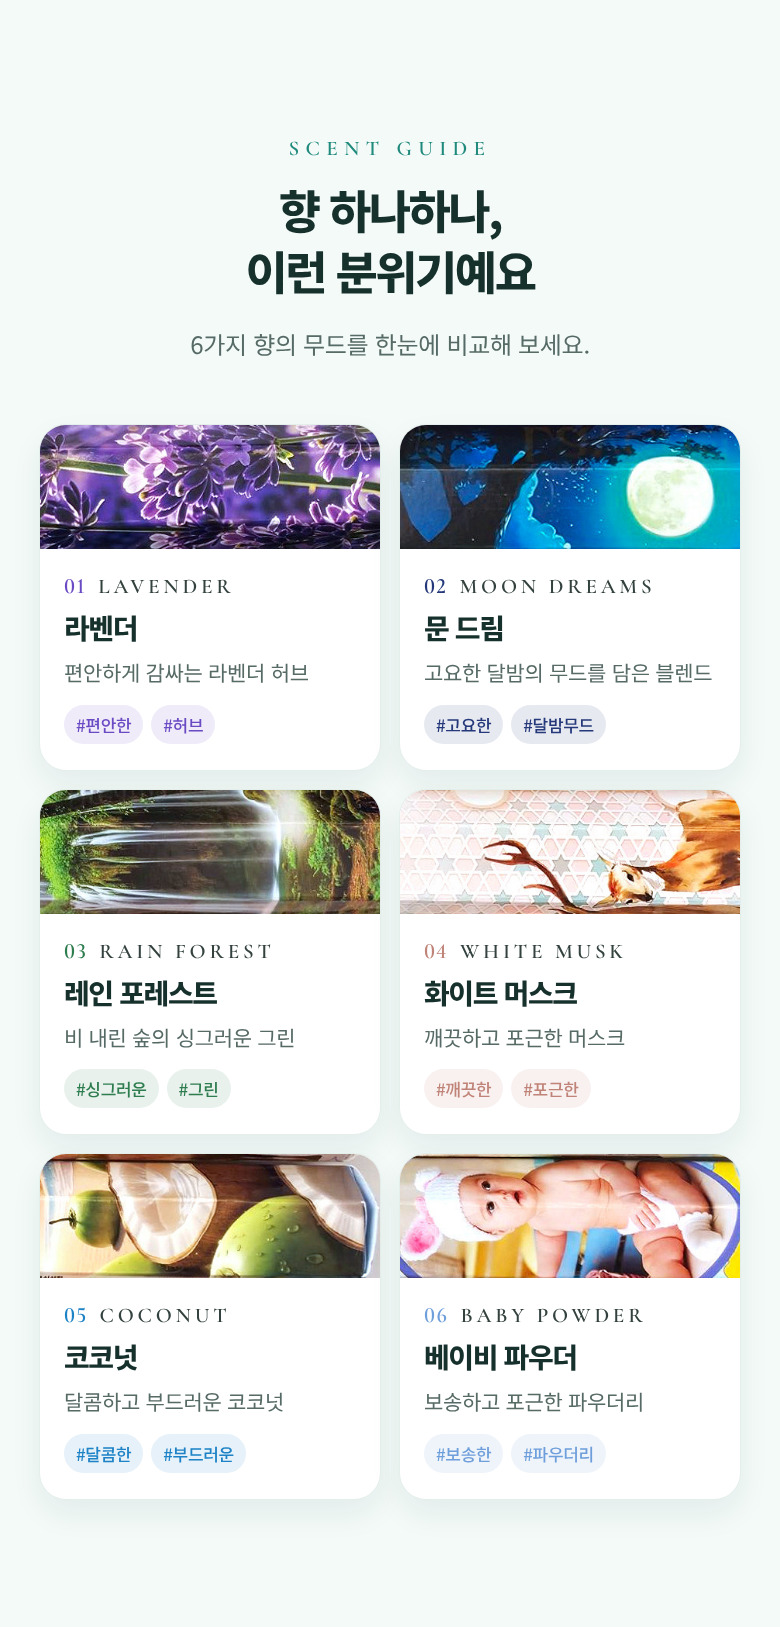 SCENT GUIDE
향 하나하나,
이런 분위기예요
6가지 향의 무드를 한눈에 비교해 보세요.
01 LAVENDER
라벤더
편안하게 감싸는 라벤더 허브
#편안한 #허브
02 MOON DREAMS
문 드림
고요한 달밤의 무드를 담은 블렌드
#고요한 #달밤무드
03 RAIN FOREST
레인 포레스트
비 내린 숲의 싱그러운 그린
#싱그러운 #그린
04 WHITE MUSK
화이트 머스크
깨끗하고 포근한 머스크
#깨끗한 #포근한
05 COCONUT
코코넛
달콤하고 부드러운 코코넛
#달콤한 #부드러운
06 BABY POWDER
베이비 파우더
보송하고 포근한 파우더리
#보송한 #파우더리